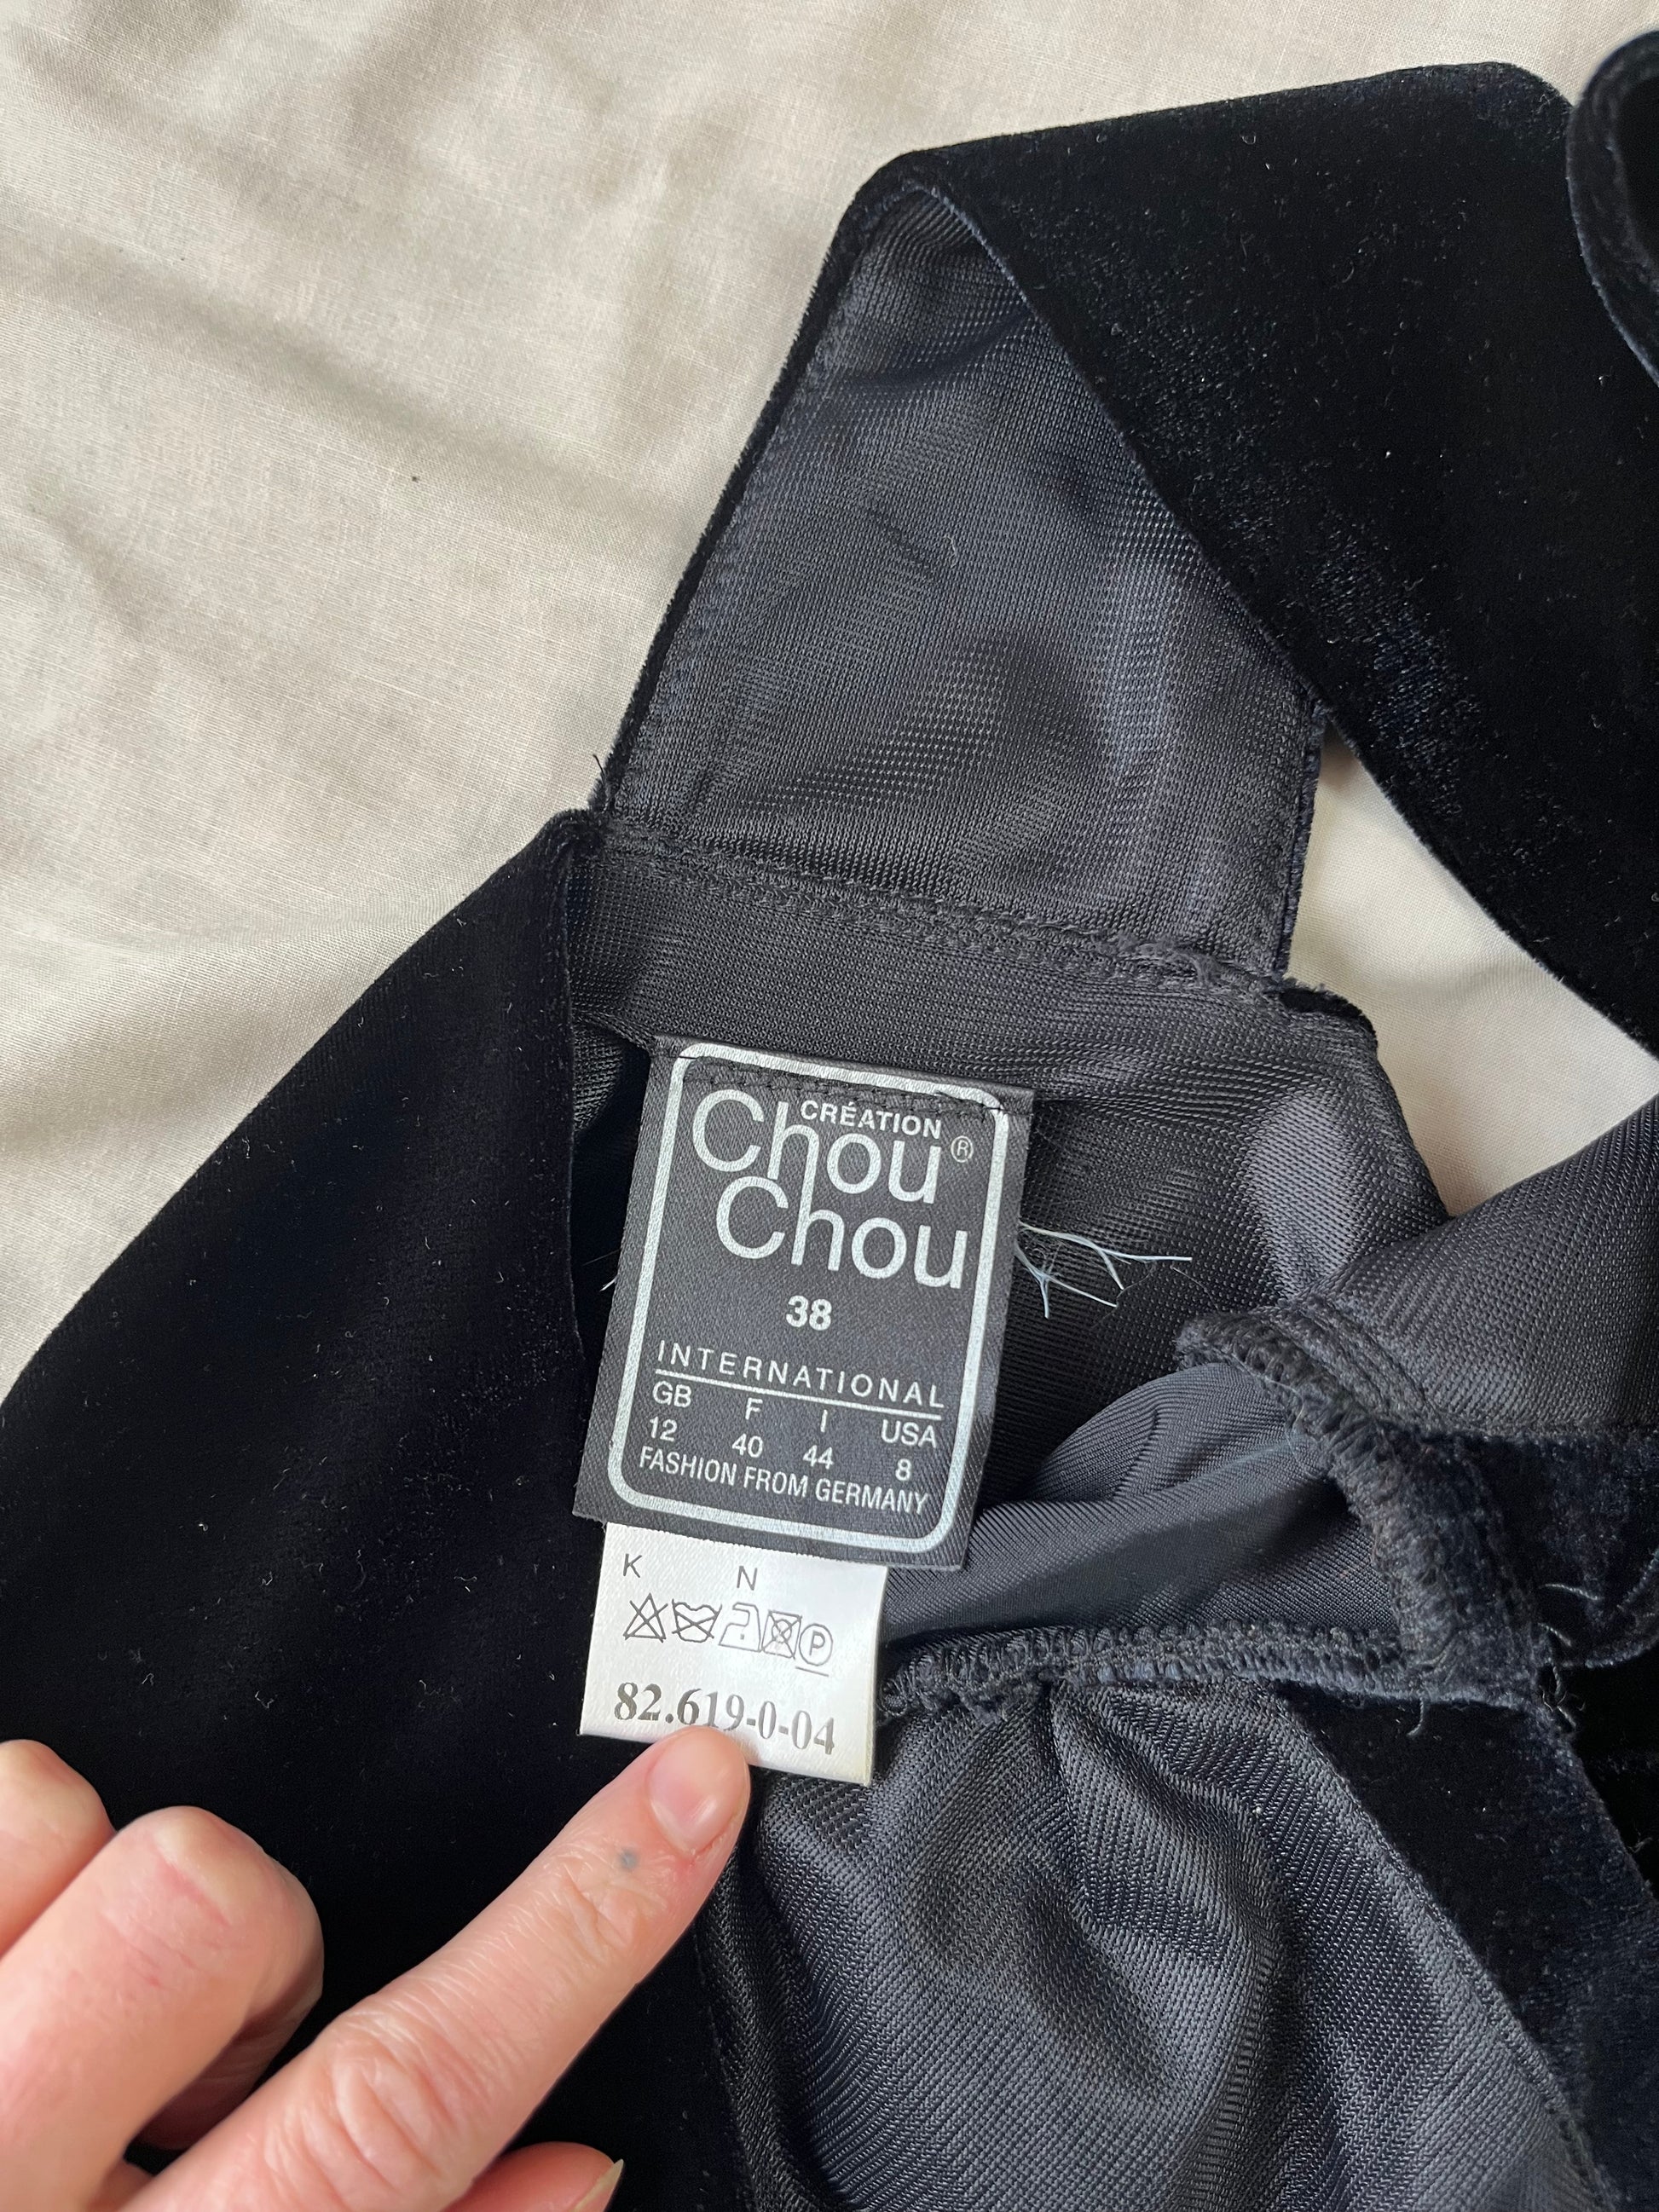 CRÉATION
Chou®
Chou
38
INTERNATIONAL
GB F I USA
12 40 44 8
FASHION FROM GERMANY
K N
P
82.619-0-04